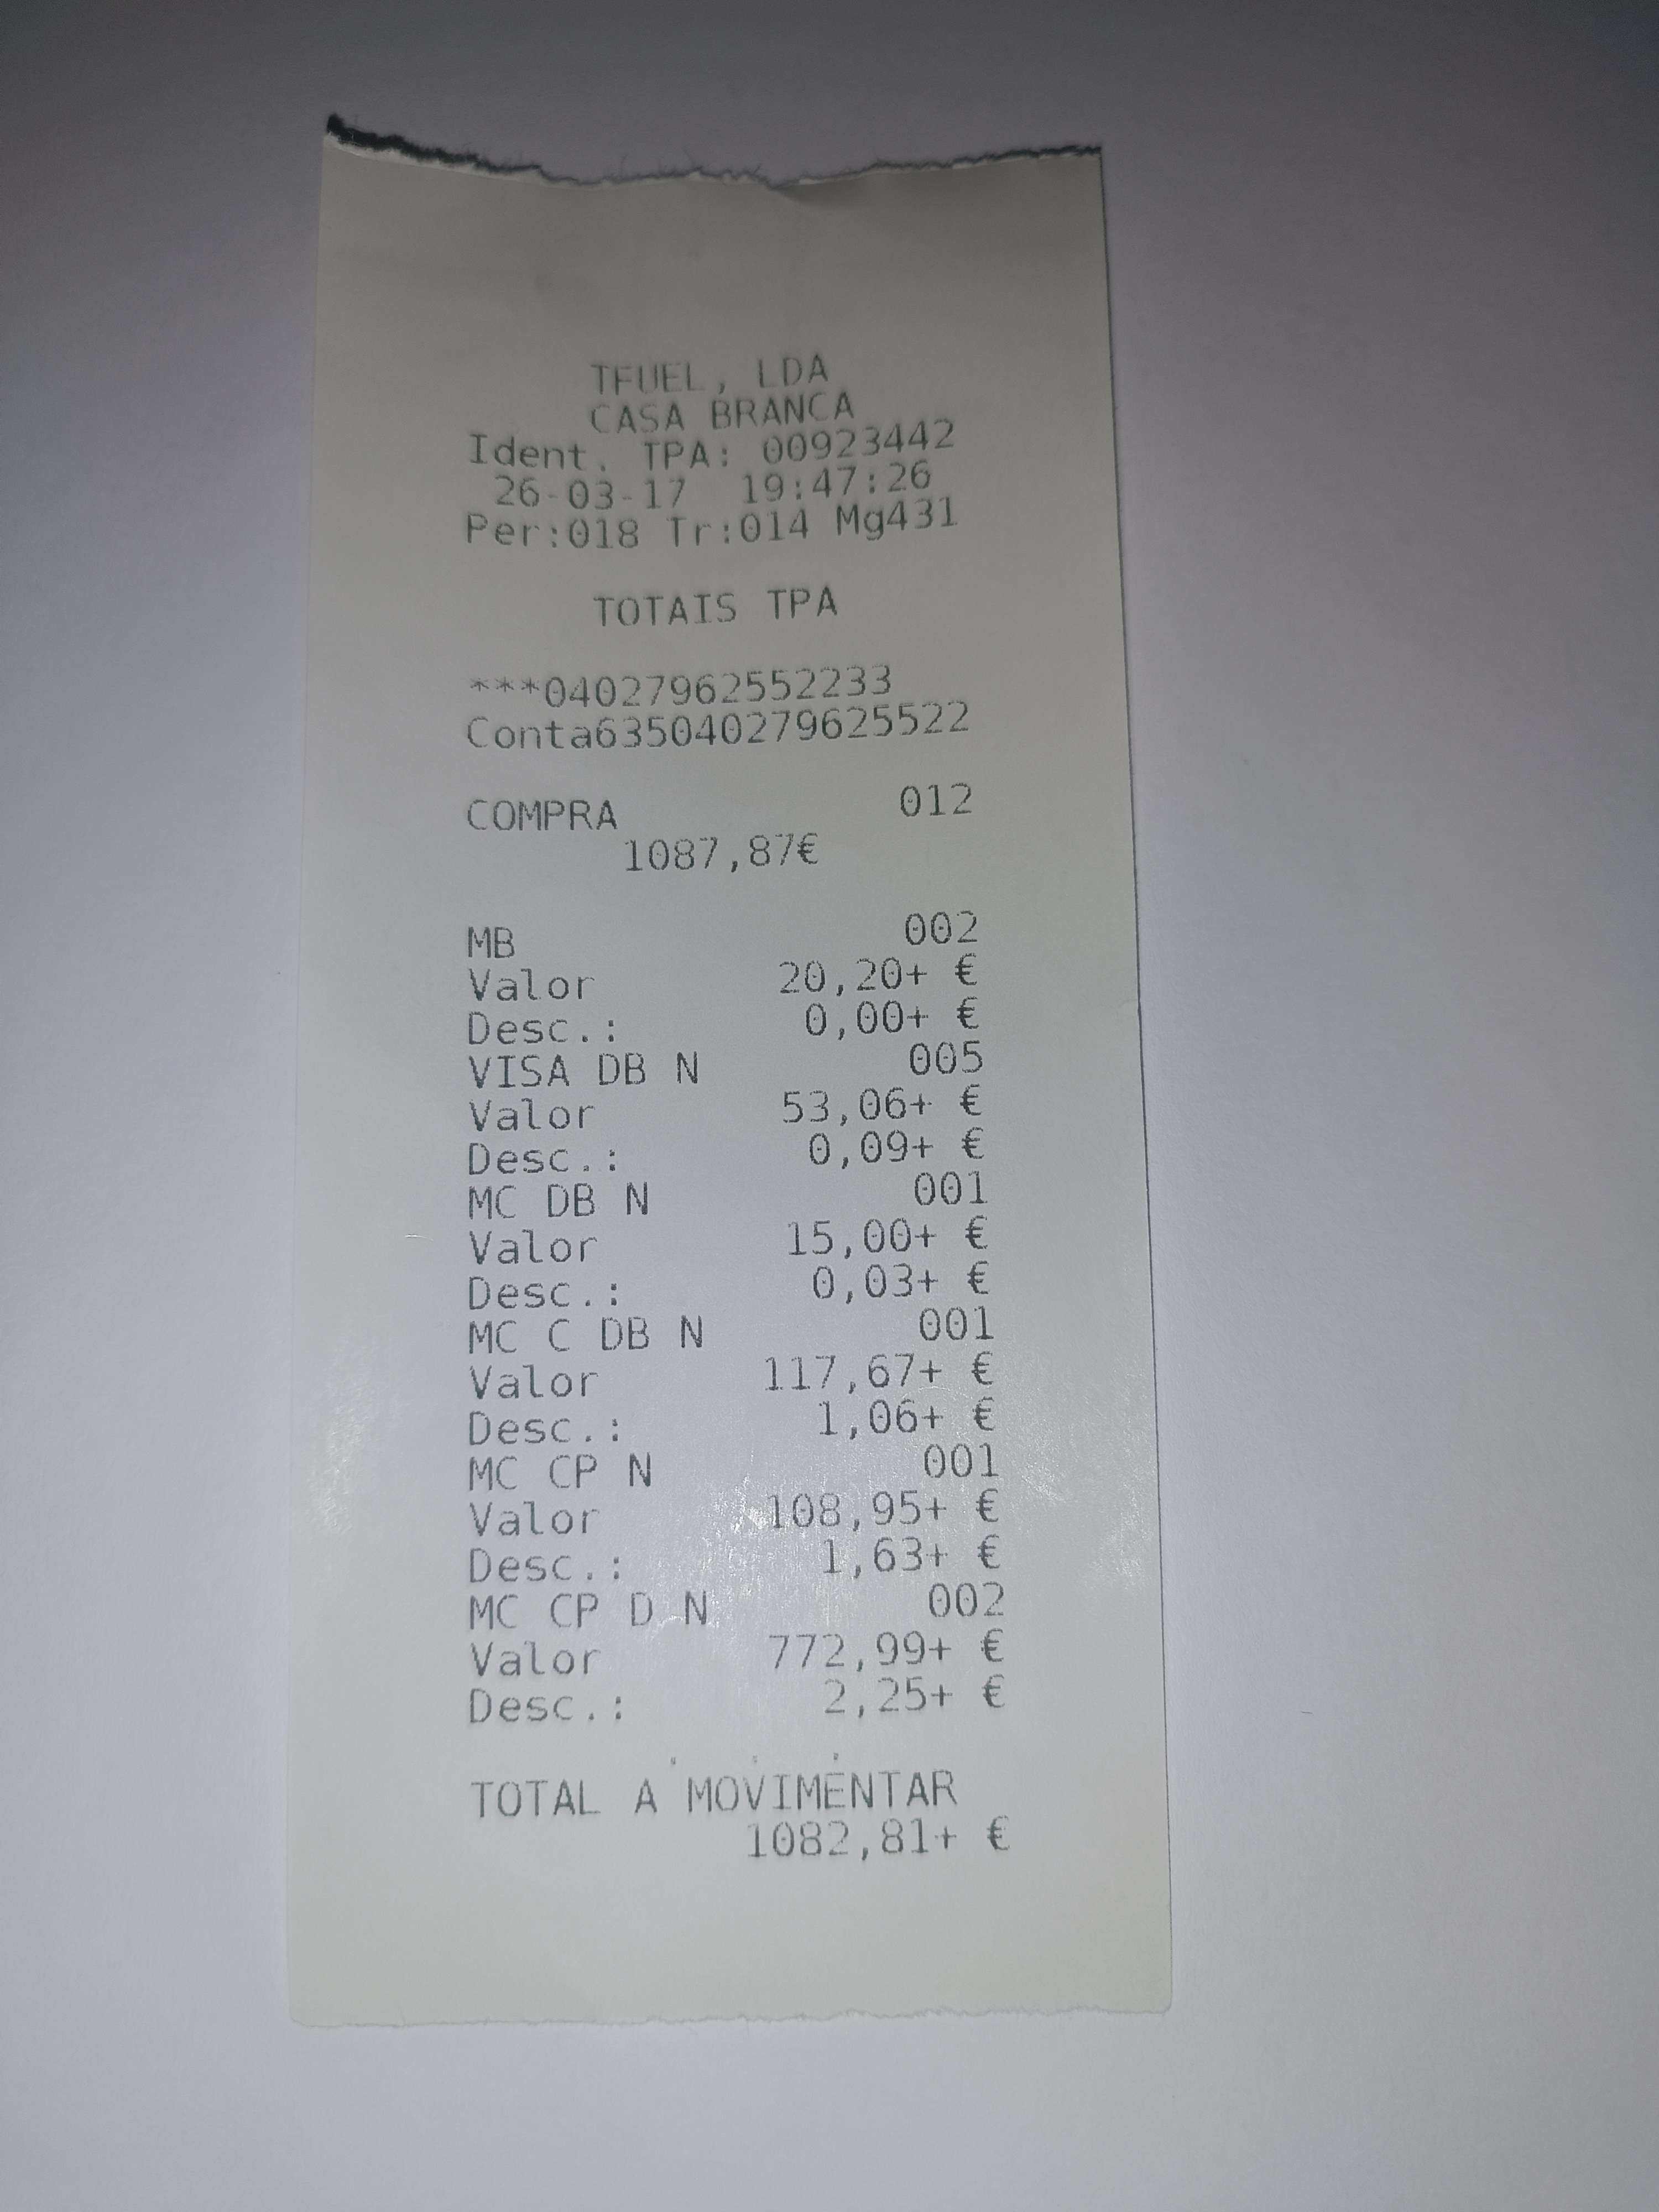 TFUEL, LDA
CASA BRANCA
Ident. TPA: 00923442
26-03-17 19:47:26
Per:018 Tr:014 Mg431
TOTAIS TPA
***04027962552233
Conta635040279625522
COMPRA 012
1087,87€
MB 002
Valor 20,20+ €
Desc.: 0,00+ €
VISA DB N 005
Valor 53,06+ €
Desc.: 0,09+ €
MC DB N 001
Valor 15,00+ €
Desc.: 0,03+ €
MC C DB N 001
Valor 117,67+ €
Desc.: 1,06+ €
MC CP N 001
Valor 108,95+ €
Desc.: 1,63+ €
MC CP D N 002
Valor 772,99+ €
Desc.: 2,25+ €
TOTAL A MOVIMENTAR
1082,81+ €